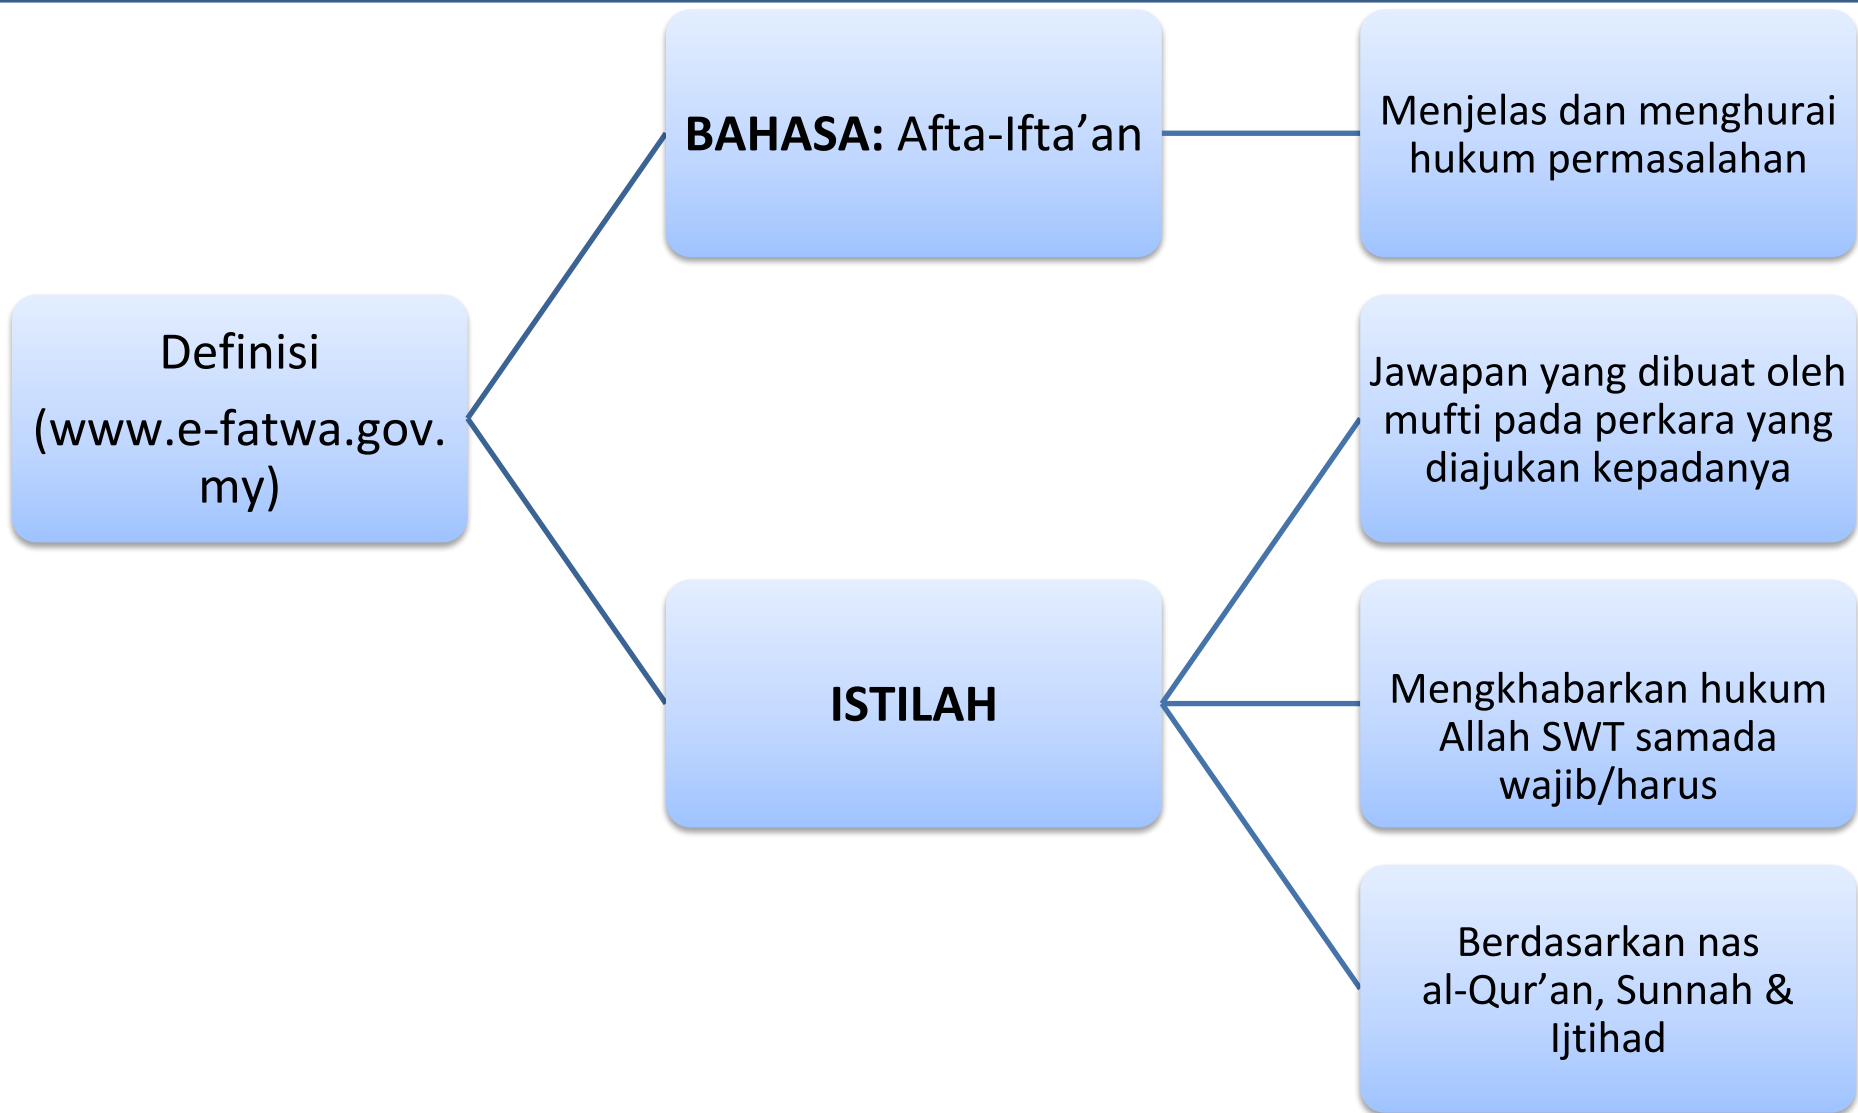 Definisi
(www.e-fatwa.gov.
my)
BAHASA: Afta-Ifta’an
Menjelas dan menghurai
hukum permasalahan
ISTILAH
Jawapan yang dibuat oleh
mufti pada perkara yang
diajukan kepadanya
Mengkhabarkan hukum
Allah SWT samada
wajib/harus
Berdasarkan nas
al-Qur’an, Sunnah &
Ijtihad